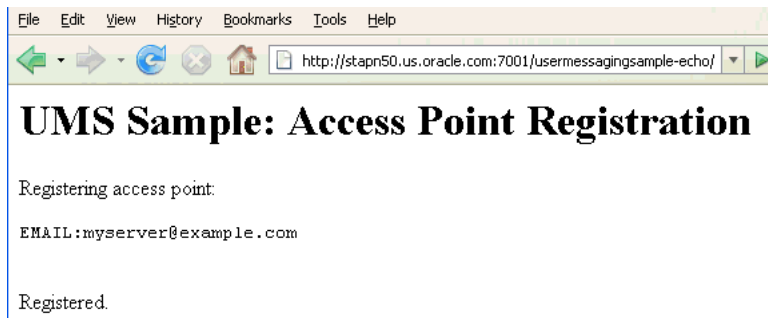 File Edit View History Bookmarks Tools Help
http://stapn50.us.oracle.com:7001/usermessagingsample-echo/
UMS Sample: Access Point Registration
Registering access point:
EMAIL:myserver@example.com
Registered.